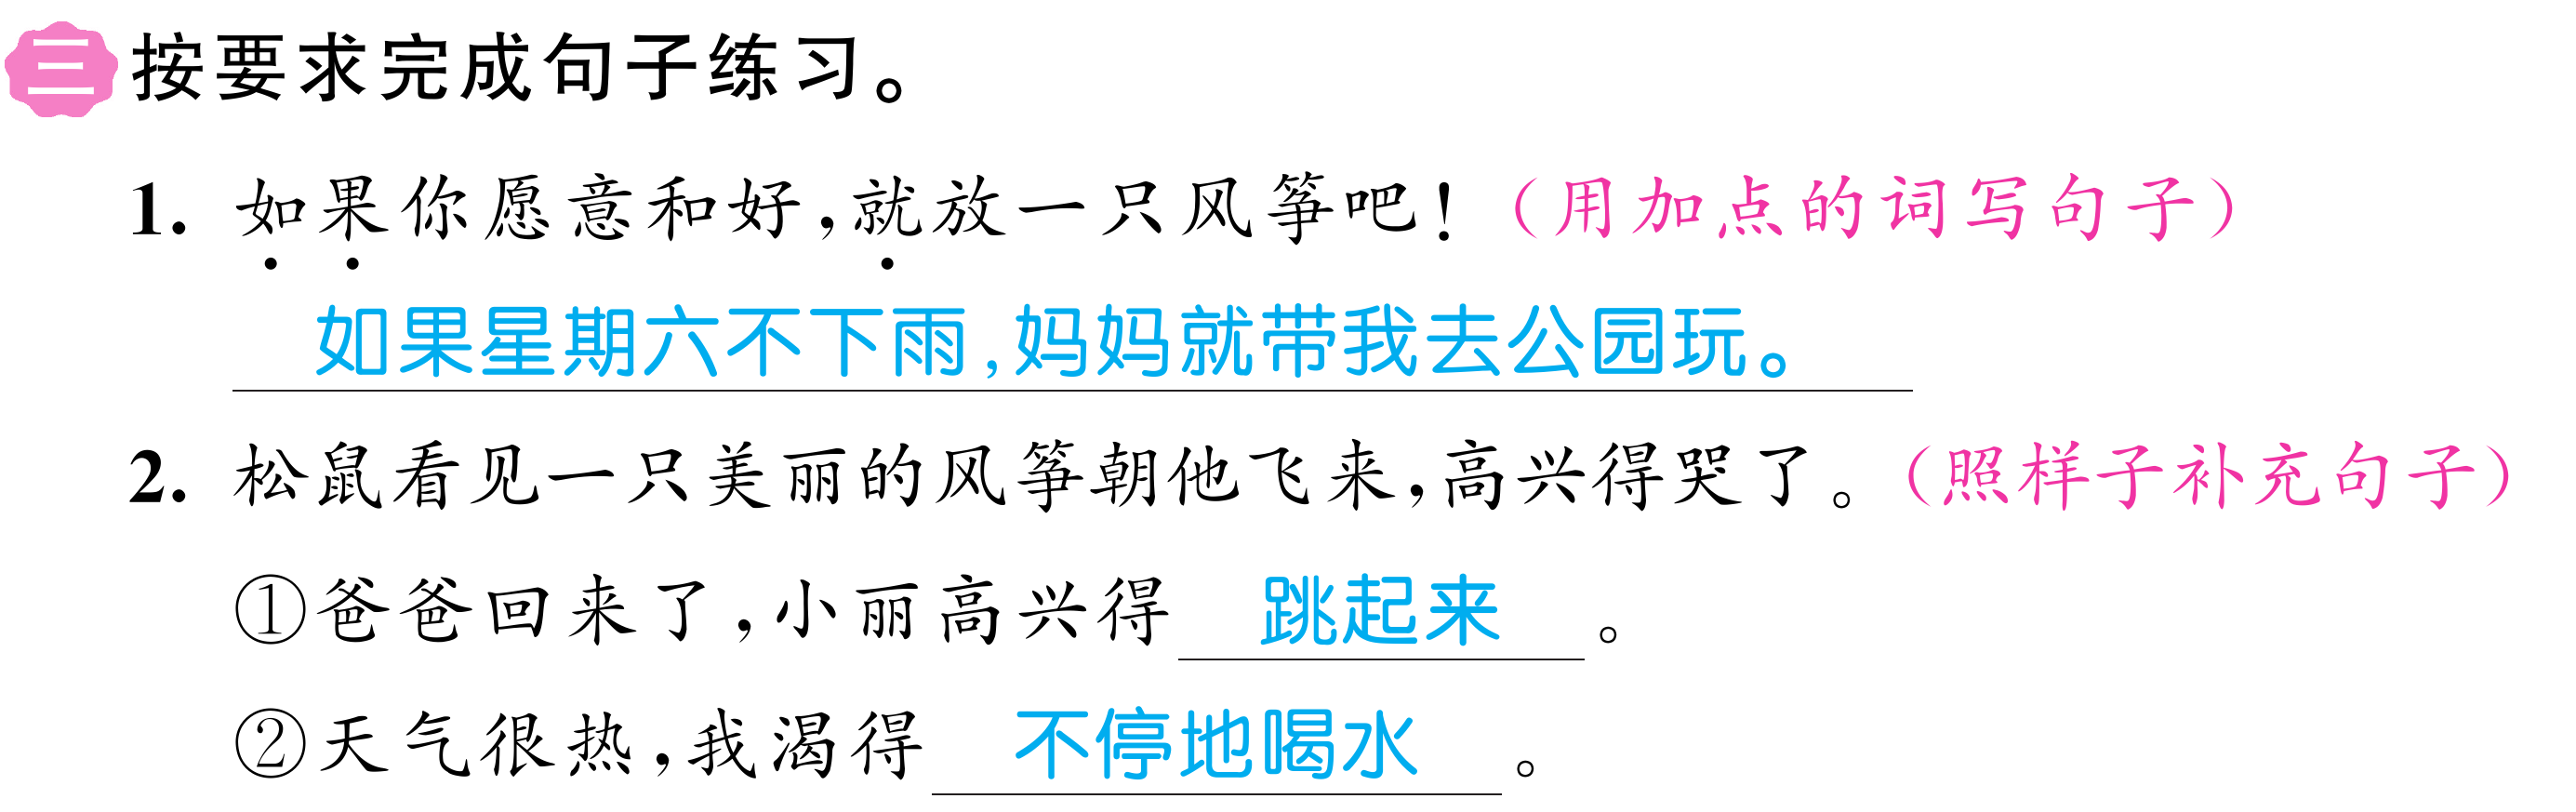 三 按要求完成句子练习。
1. 如果你愿意和好,就放一只风筝吧!(用加点的词写句子)
如果星期六不下雨,妈妈就带我去公园玩。
2. 松鼠看见一只美丽的风筝朝他飞来,高兴得哭了。(照样子补充句子)
①爸爸回来了,小丽高兴得 跳起来 。
②天气很热,我渴得 不停地喝水 。